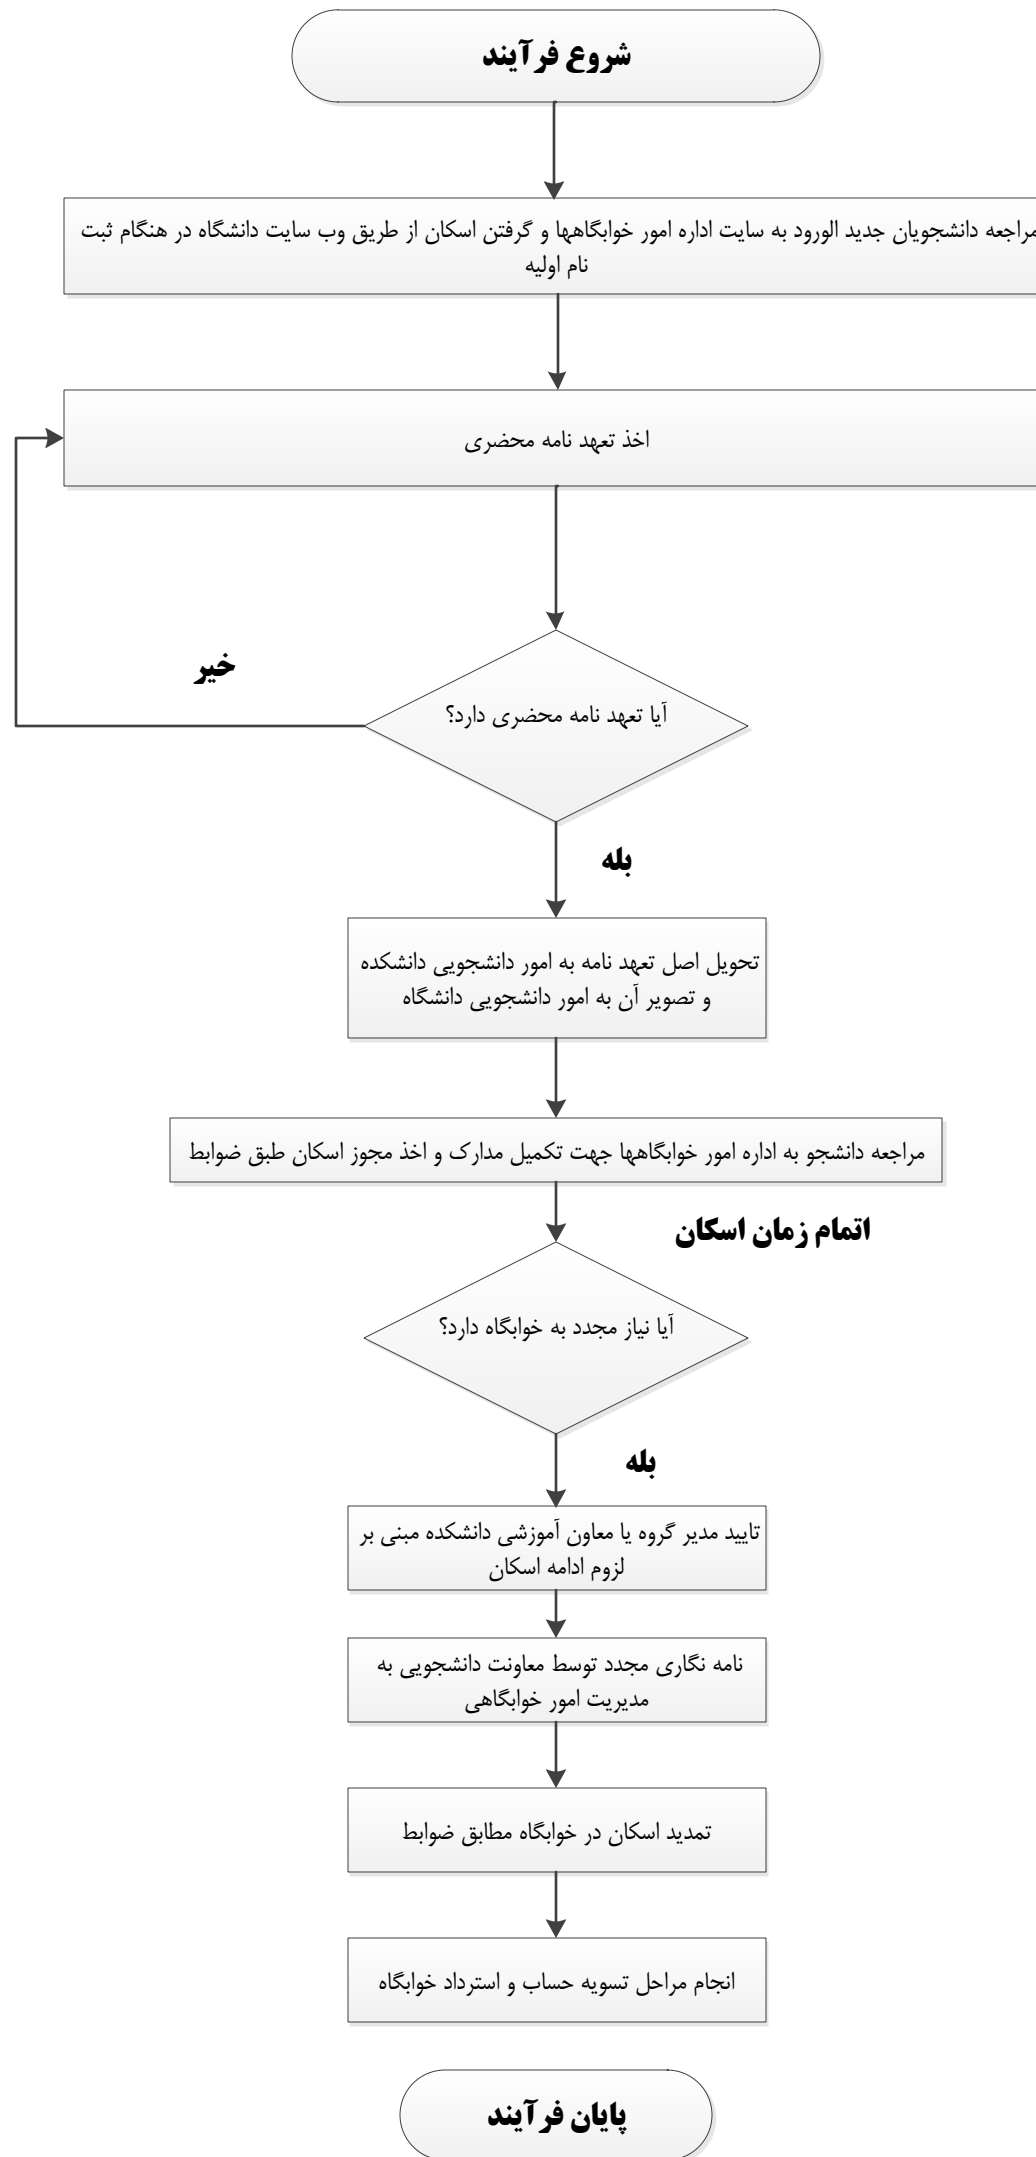 شروع فرآیند
مراجعه دانشجویان جدید الورود به سایت اداره امور خوابگاهها و گرفتن اسکان از طریق وب سایت دانشگاه در هنگام ثبت
نام اولیه
اخذ تعهد نامه محضری
آیا تعهد نامه محضری دارد؟
خیر
بله
تحویل اصل تعهد نامه به امور دانشجویی دانشکده
و تصویر آن به امور دانشجویی دانشگاه
مراجعه دانشجو به اداره امور خوابگاهها جهت تکمیل مدارک و اخذ مجوز اسکان طبق ضوابط
اتمام زمان اسکان
آیا نیاز مجدد به خوابگاه دارد؟
بله
تایید مدیر گروه یا معاون آموزشی دانشکده مبنی بر
لزوم ادامه اسکان
نامه نگاری مجدد توسط معاونت دانشجویی به
مدیریت امور خوابگاهی
تمدید اسکان در خوابگاه مطابق ضوابط
انجام مراحل تسویه حساب و استرداد خوابگاه
پایان فرآیند